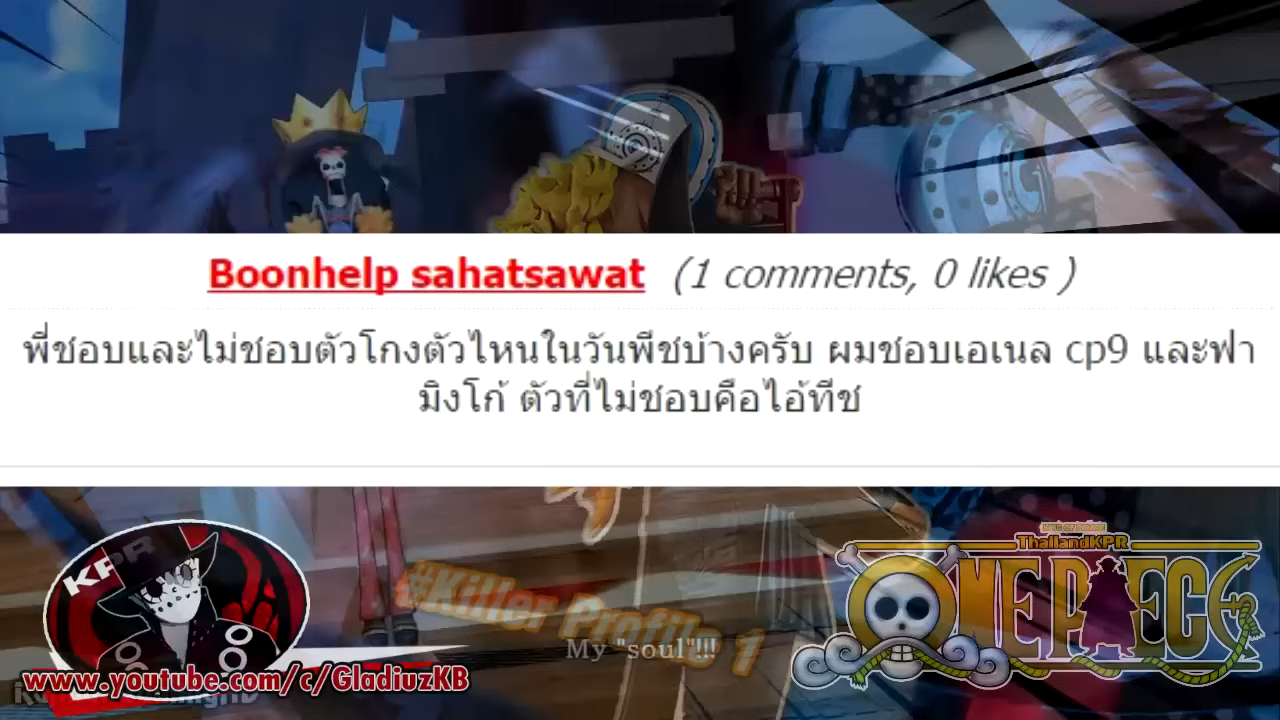 Boonhelp sahatsawat (1 comments, 0 likes )
พี่ชอบและไม่ชอบตัวโกงตัวไหนในวันพีชบ้างครับ ผมชอบเอเนล cp9 และฟา
มิงโก้ ตัวที่ไม่ชอบคือไอ้ทีช
KPR
ThailandKPR
ONE PIECE
#Killer Profile 1
My "soul"!!!
www.youtube.com/c/GladiuzKB